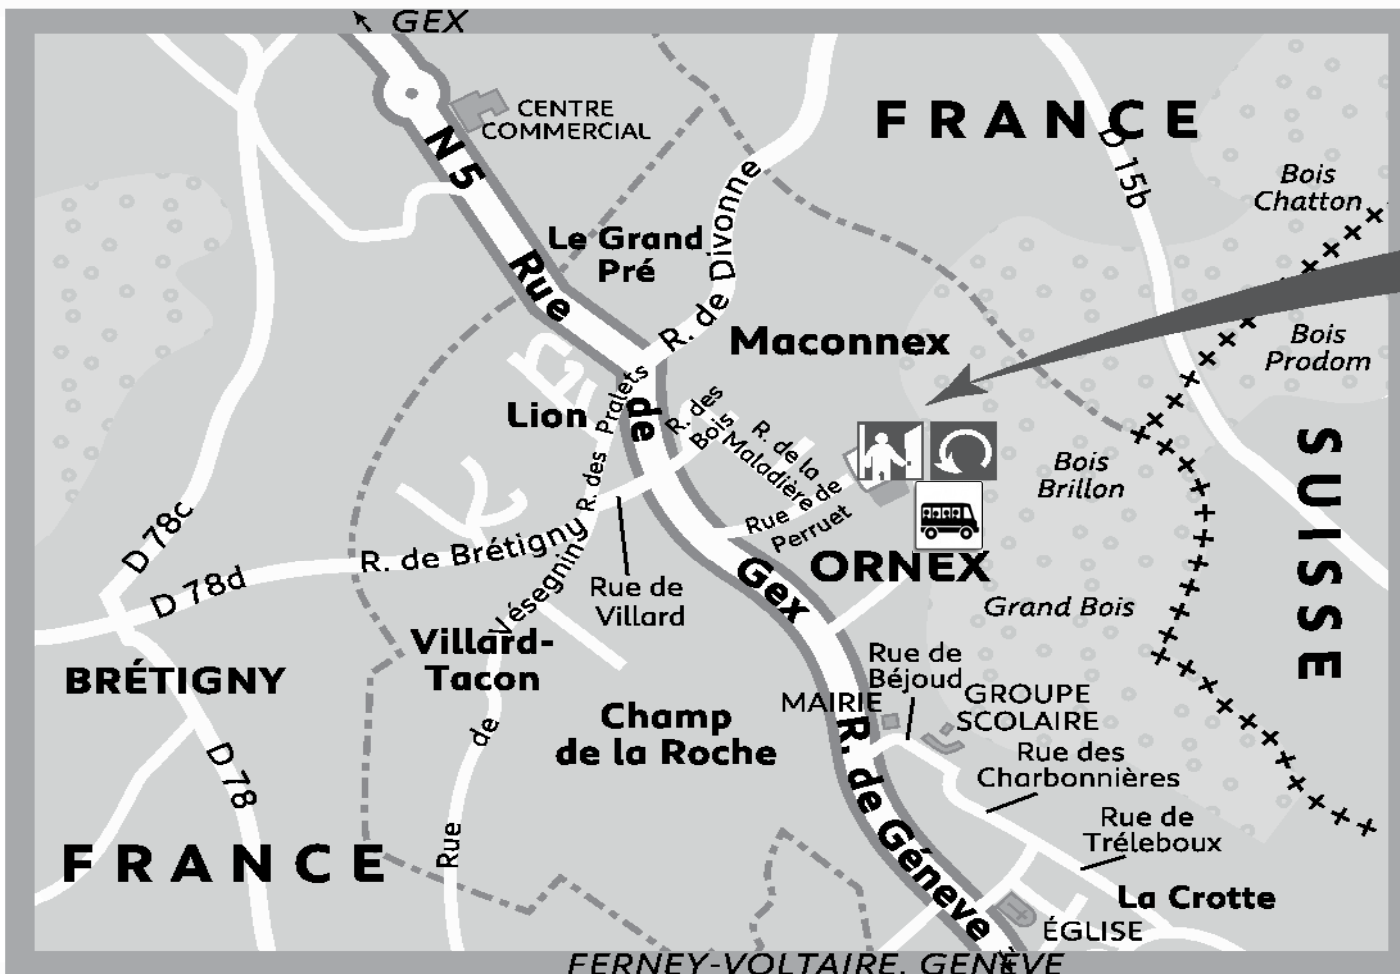 GEX
CENTRE
COMMERCIAL
FRANCE
N5
D 15b
Bois
Chatton
Le Grand
Pré
R. de Divonne
Rue
Maconnex
Bois
Prodom
Lion
R. des Pralets
de
R. des
Bois
R. de la
Maladière
Rue de
Perruet
Bois
Brillon
SUISSE
D 78c
R. de Brétigny
D 78d
Rue de
Villard
Gex
ORNEX
Grand Bois
Villard-
Tacon
BRÉTIGNY
Rue de Vésegnin
Champ
de la Roche
Rue de
Béjoud
MAIRIE
GROUPE
SCOLAIRE
Rue des
Charbonnières
D 78
R. de Géneve
Rue de
Tréleboux
FRANCE
La Crotte
ÉGLISE
FERNEY-VOLTAIRE, GENÈVE